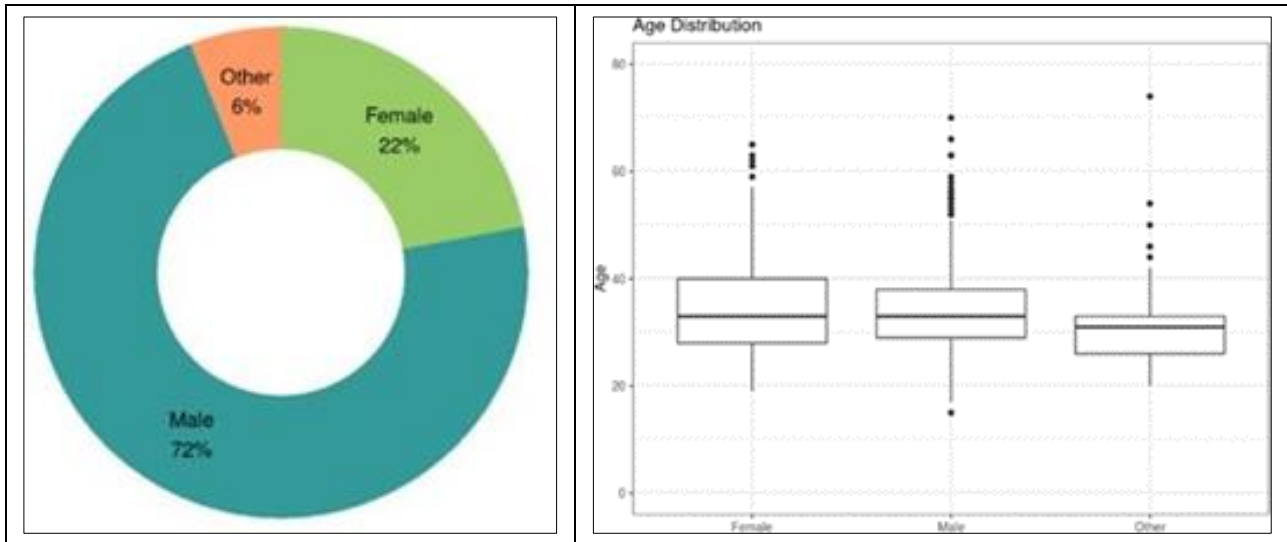 Other
6%
Female
22%
Male
72%
Age Distribution
Age
80
60
40
20
0
Female
Male
Other